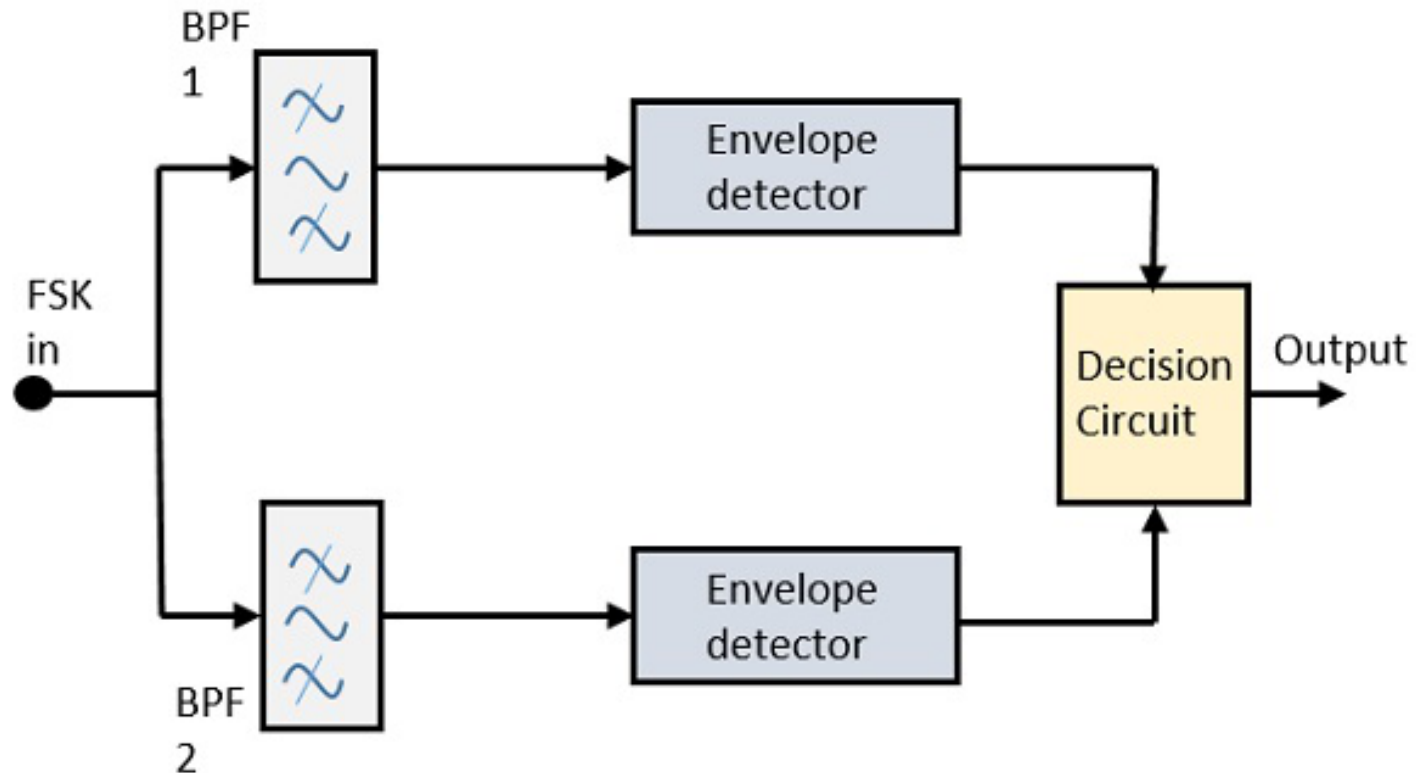 BPF
1
Envelope
detector
FSK
in
Decision
Circuit
Output
Envelope
detector
BPF
2